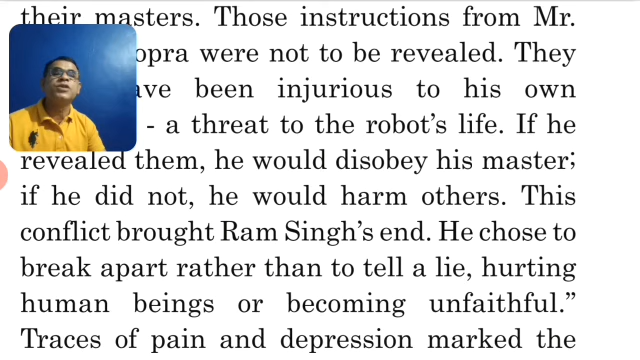 their masters. Those instructions from Mr.
opra were not to be revealed. They
ave been injurious to his own
- a threat to the robot's life. If he
revealed them, he would disobey his master;
if he did not, he would harm others. This
conflict brought Ram Singh's end. He chose to
break apart rather than to tell a lie, hurting
human beings or becoming unfaithful."
Traces of pain and depression marked the